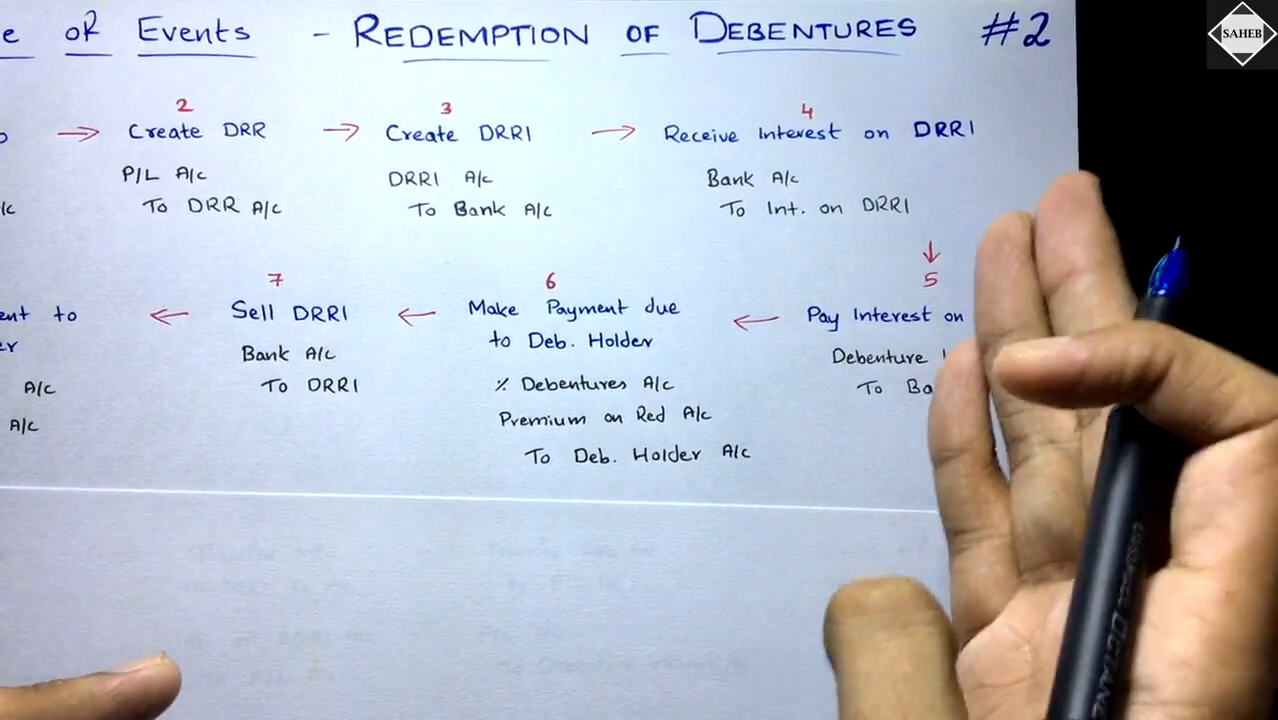 e OR Events - REDEMPTION OF DEBENTURES #2
SAHEB
2
Create DRR
P/L A/c
To DRR A/c
3
Create DRRI
DRRI A/c
To Bank A/c
4
Receive Interest on DRRI
Bank A/c
To Int. on DRRI
5
Pay Interest on
Debenture
To Ba
6
Make Payment due
to Deb. Holder
% Debentures A/c
Premium on Red A/c
To Deb. Holder A/c
7
Sell DRRI
Bank A/c
To DRRI
ent to
er
A/c
A/c